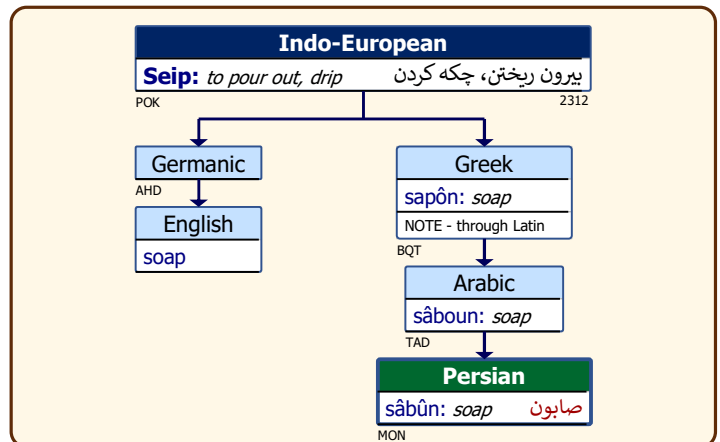 Indo-European
Seip: to pour out, drip بیرون ریختن، چکه کردن
POK 2312
Germanic Greek
AHD sapôn: soap
English NOTE - through Latin
soap BQT
Arabic
sâboun: soap
TAD
Persian
sâbûn: soap صابون
MON